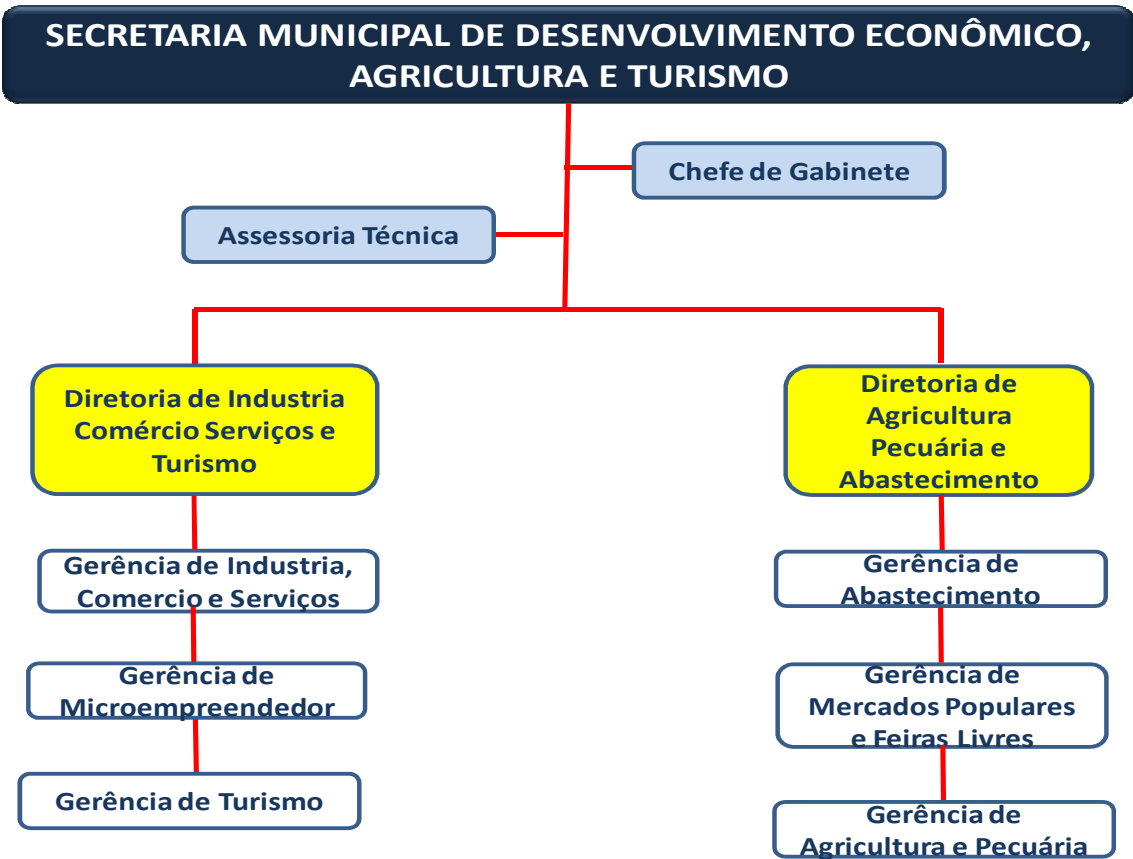 SECRETARIA MUNICIPAL DE DESENVOLVIMENTO ECONÔMICO,
AGRICULTURA E TURISMO
Chefe de Gabinete
Assessoria Técnica
Diretoria de Industria
Comércio Serviços e
Turismo
Gerência de Industria,
Comercio e Serviços
Gerência de
Microempreendedor
Gerência de Turismo
Diretoria de
Agricultura
Pecuária e
Abastecimento
Gerência de
Abastecimento
Gerência de
Mercados Populares
e Feiras Livres
Gerência de
Agricultura e Pecuária